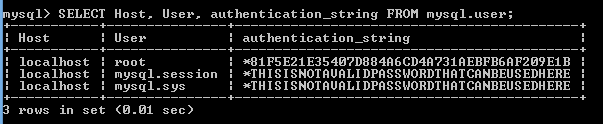 mysql> SELECT Host, User, authentication_string FROM mysql.user;
+-----------+---------------+-------------------------------------------+
| Host      | User          | authentication_string                     |
+-----------+---------------+-------------------------------------------+
| localhost | root          | *81F5E21E35407D884A6CD4A731AEBFB6AF209E1B |
| localhost | mysql.session | *THISISNOTAVALIDPASSWORDTHATCANBEUSEDHERE |
| localhost | mysql.sys     | *THISISNOTAVALIDPASSWORDTHATCANBEUSEDHERE |
+-----------+---------------+-------------------------------------------+
3 rows in set (0.01 sec)